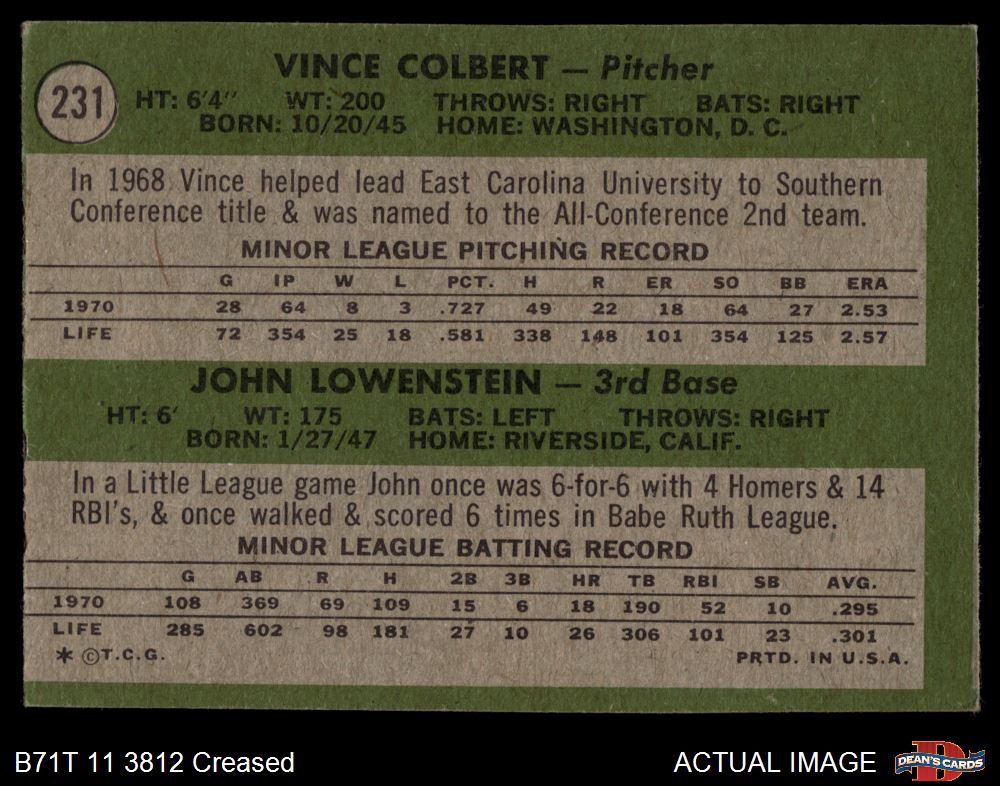 VINCE COLBERT — Pitcher
231
HT: 6'4" WT: 200 THROWS: RIGHT BATS: RIGHT
BORN: 10/20/45 HOME: WASHINGTON, D. C.
In 1968 Vince helped lead East Carolina University to Southern
Conference title & was named to the All-Conference 2nd team.
MINOR LEAGUE PITCHING RECORD
G IP W L PCT. H R ER SO BB ERA
1970 28 64 8 3 .727 49 22 18 64 27 2.53
LIFE 72 354 25 18 .581 338 148 101 354 125 2.57
JOHN LOWENSTEIN — 3rd Base
HT: 6' WT: 175 BATS: LEFT THROWS: RIGHT
BORN: 1/27/47 HOME: RIVERSIDE, CALIF.
In a Little League game John once was 6-for-6 with 4 Homers & 14
RBI's, & once walked & scored 6 times in Babe Ruth League.
MINOR LEAGUE BATTING RECORD
G AB R H 2B 3B HR TB RBI SB AVG.
1970 108 369 69 109 15 6 18 190 52 10 .295
LIFE 285 602 98 181 27 10 26 306 101 23 .301
* ©T.C.G. PRTD. IN U.S.A.
B71T 11 3812 Creased ACTUAL IMAGE
D
DEAN'S CARDS